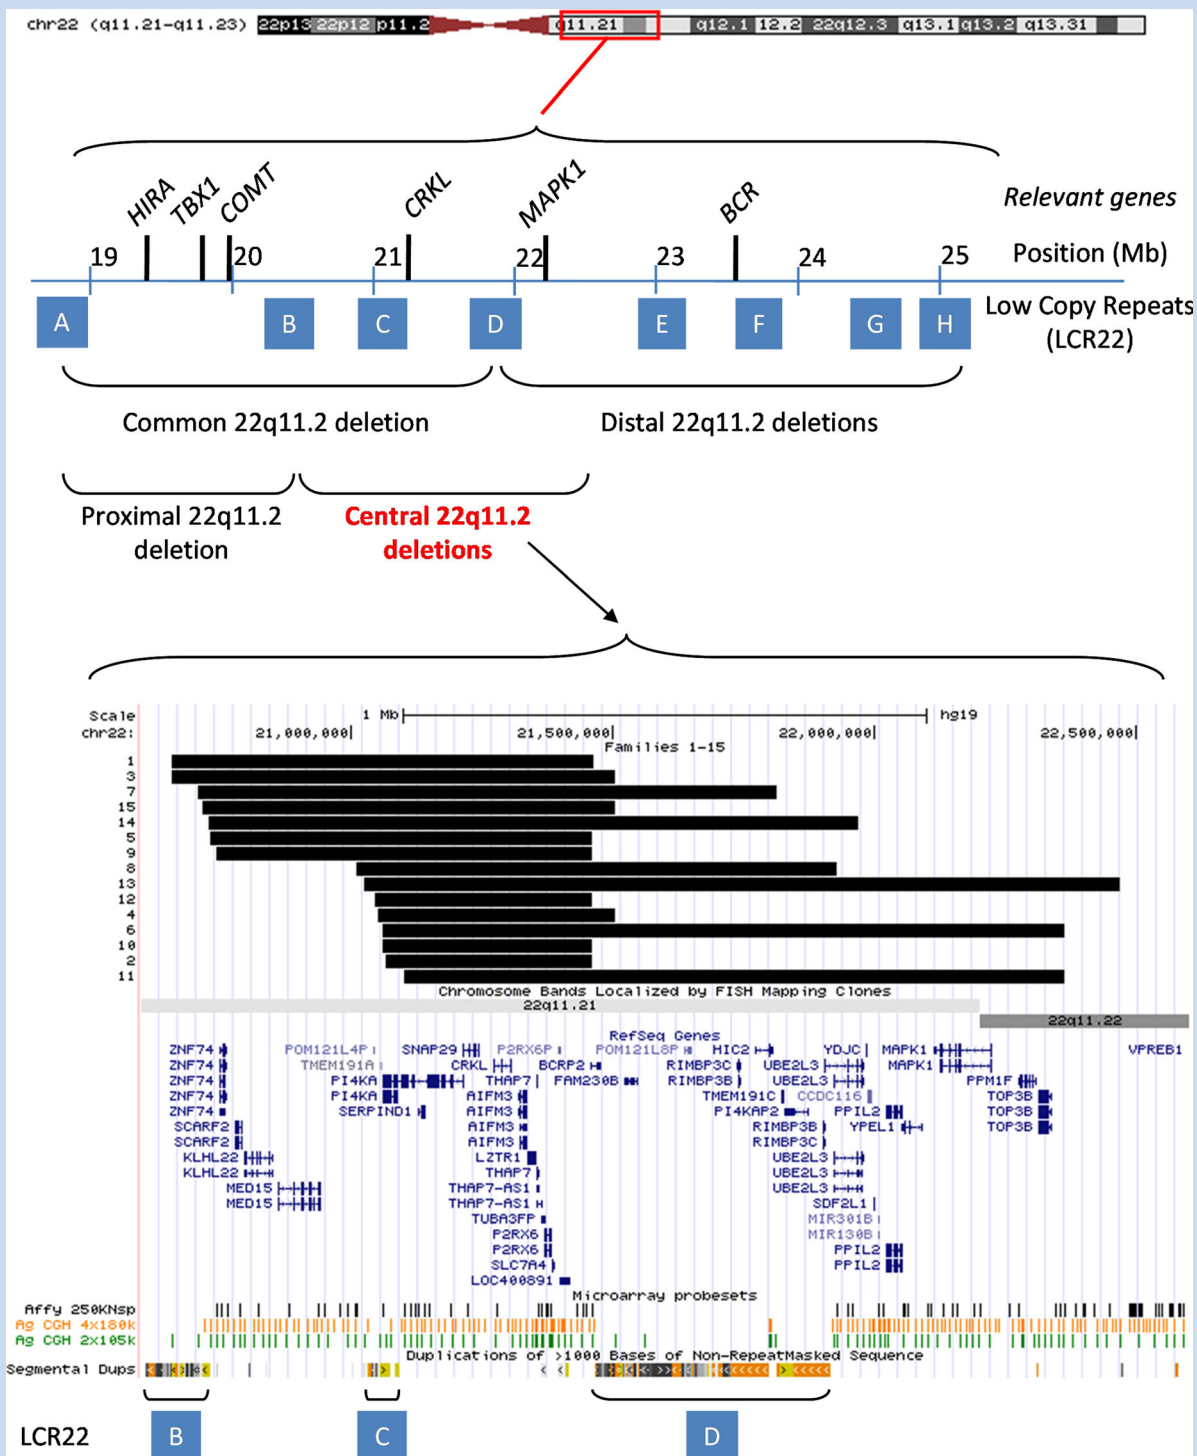 chr22 (q11.21-q11.23) 22p13 22p12 p11.2 q11.21 q12.1 12.2 22q12.3 q13.1 q13.2 q13.31
HIRA TBX1 COMT CRKL MAPK1 BCR Relevant genes
19 20 21 22 23 24 25 Position (Mb)
A B C D E F G H Low Copy Repeats
(LCR22)
Common 22q11.2 deletion Distal 22q11.2 deletions
Proximal 22q11.2 Central 22q11.2
deletion deletions
Scale 1 Mb hg19
chr22: 21,000,000 21,500,000 22,000,000 22,500,000
Families 1-15
1
3
7
15
14
5
9
8
13
12
4
6
10
2
11
Chromosome Bands Localized by FISH Mapping Clones
22q11.21
22q11.22
RefSeq Genes
ZNF74 POM121L4P SNAP29 P2RX6P POM121L8P HIC2 YDJC MAPK1 VPREB1
ZNF74 TMEM191A CRKL BCRP2 RIMBP3C UBE2L3 MAPK1
ZNF74 PI4KA THAP7 FAM230B RIMBP3B UBE2L3 PPM1F
ZNF74 PI4KA AIFM3 TMEM191C CCDC116 TOP3B
ZNF74 SERPIND1 AIFM3 PI4KAP2 PPIL2 TOP3B
SCARF2 AIFM3 RIMBP3B YPEL1 TOP3B
SCARF2 AIFM3 RIMBP3C
KLHL22 LZTR1 UBE2L3
KLHL22 THAP7 UBE2L3
MED15 THAP7-AS1 UBE2L3
MED15 THAP7-AS1 SDF2L1
TUBA3FP MIR301B
P2RX6 MIR130B
P2RX6 PPIL2
SLC7A4 PPIL2
LOC400891
Microarray probesets
Affy 250KNsp
Ag CGH 4x180k
Ag CGH 2x105k
Duplications of >1000 Bases of Non-RepeatMasked Sequence
Segmental Dups
LCR22 B C D